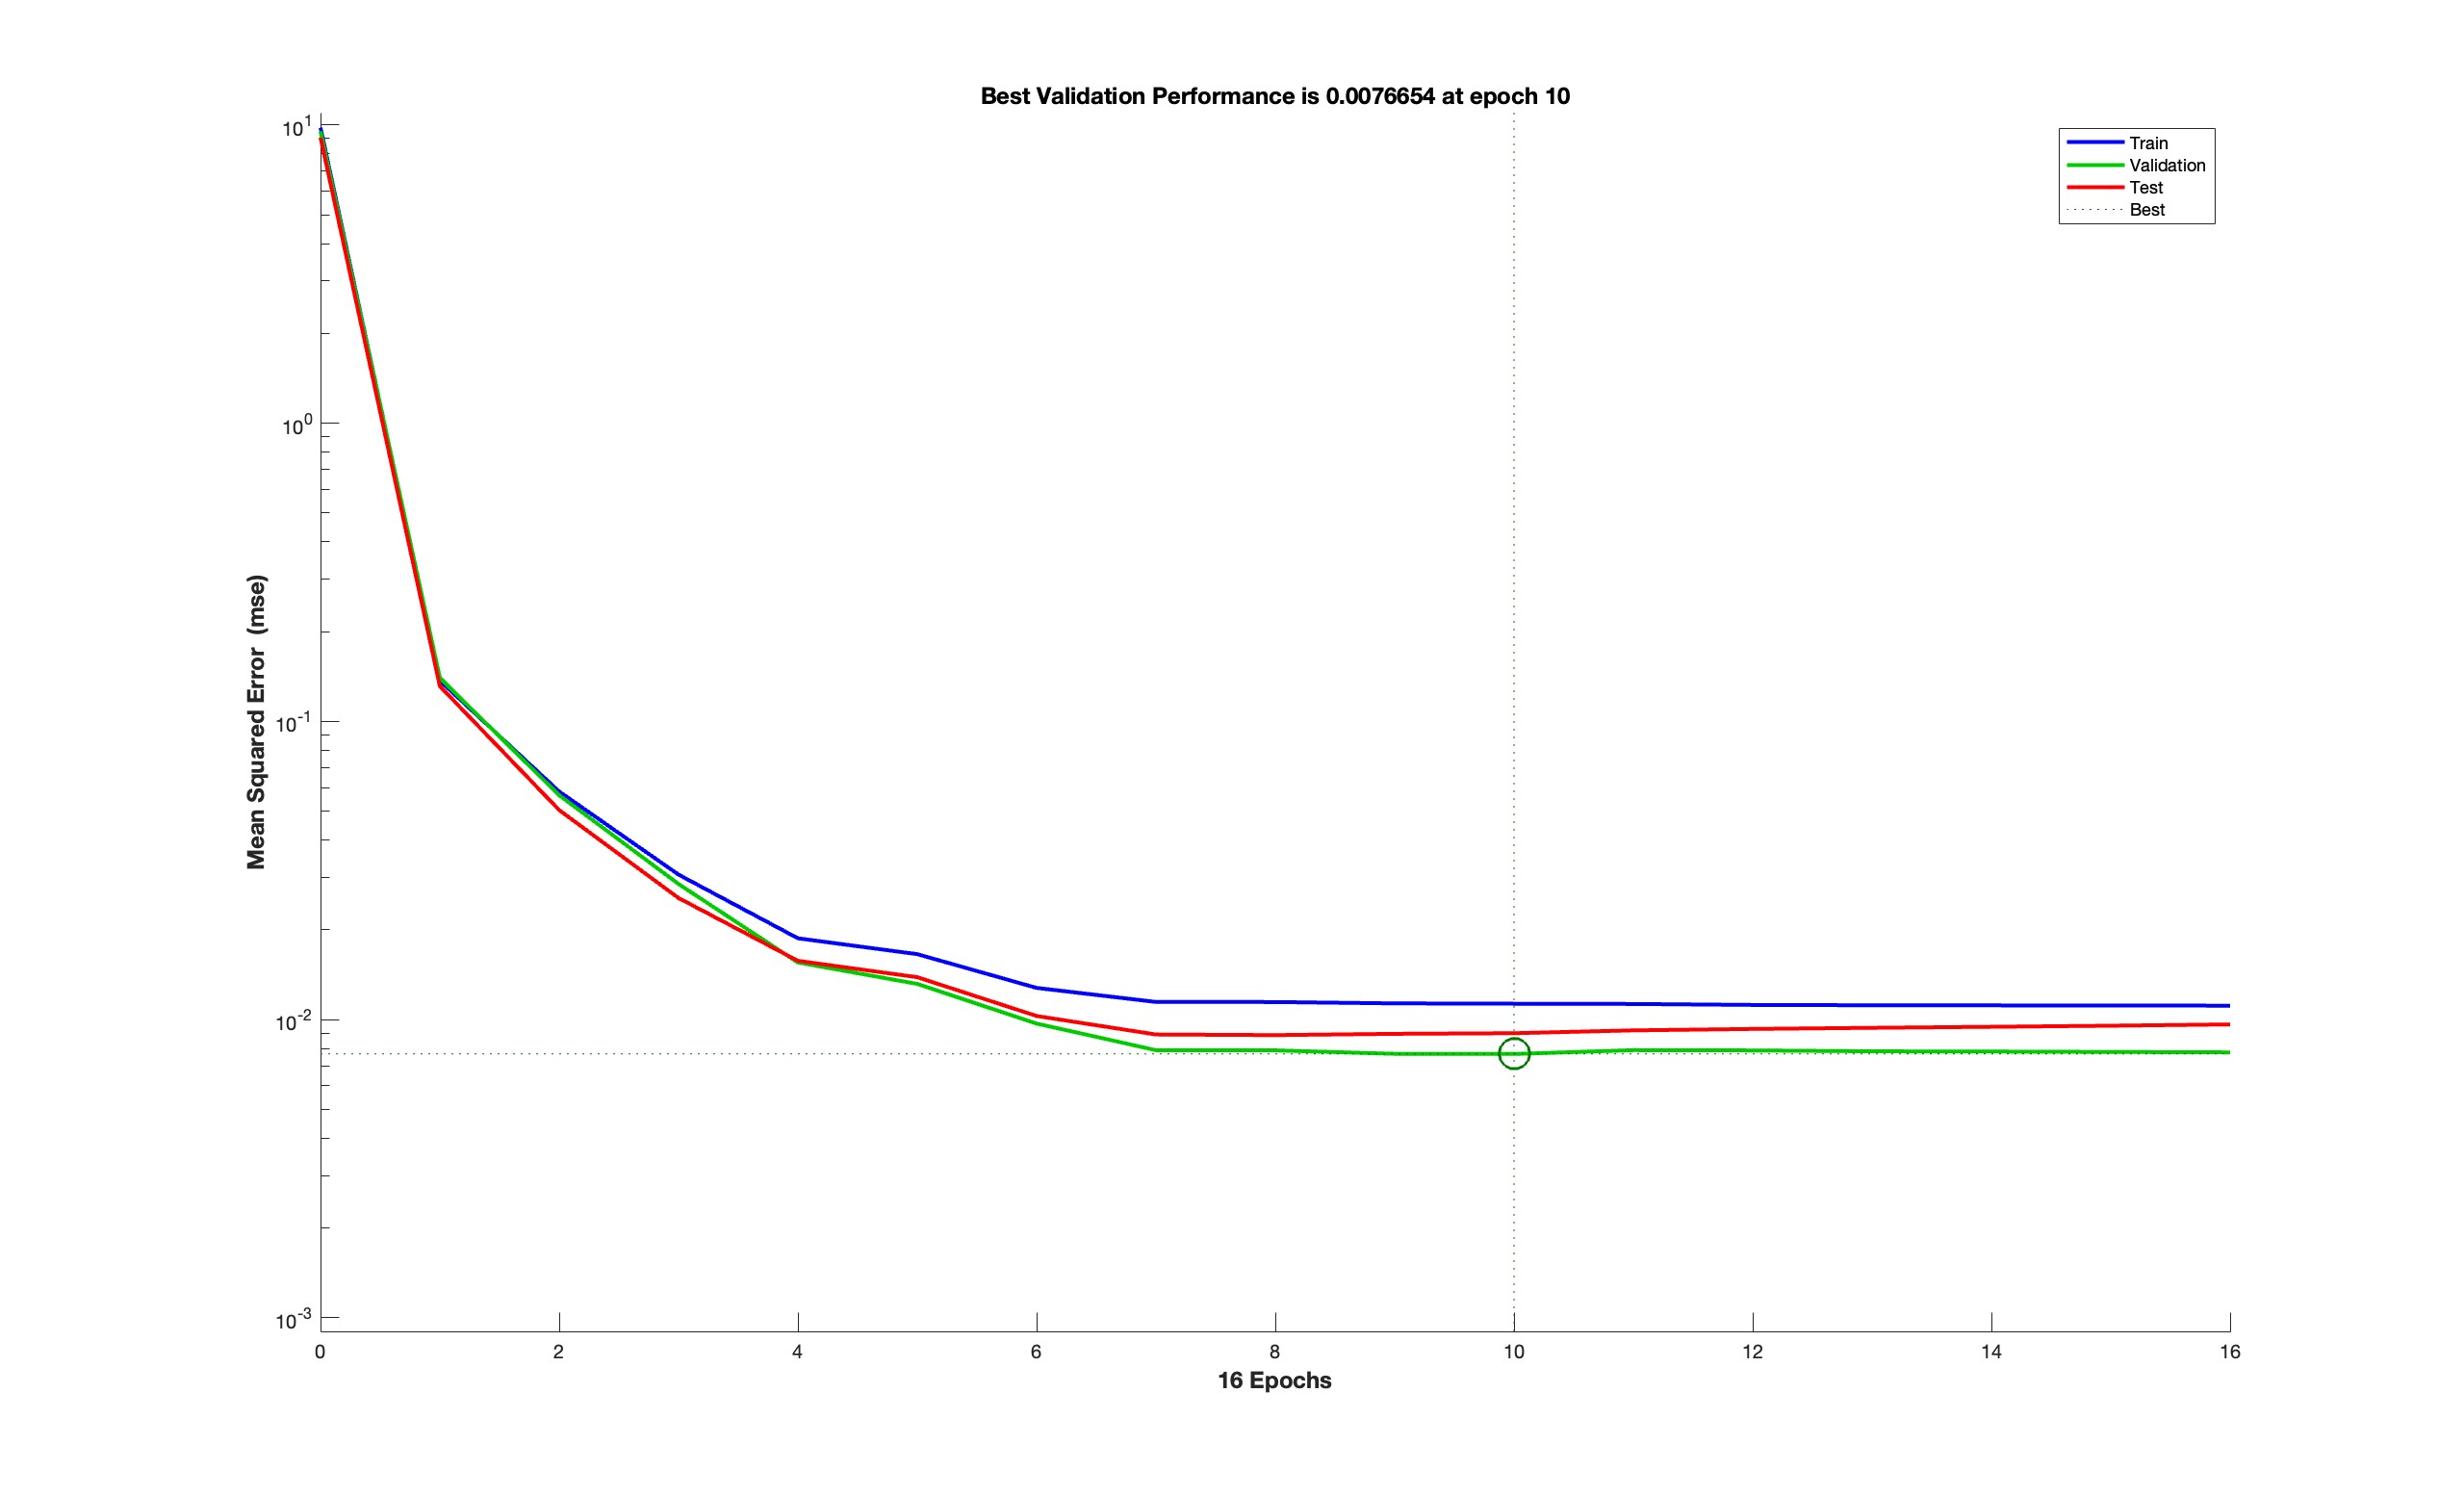 Best Validation Performance is 0.0076654 at epoch 10
Train
Validation
Test
Best
Mean Squared Error (mse)
10^1
10^0
10^-1
10^-2
10^-3
0 2 4 6 8 10 12 14 16
16 Epochs